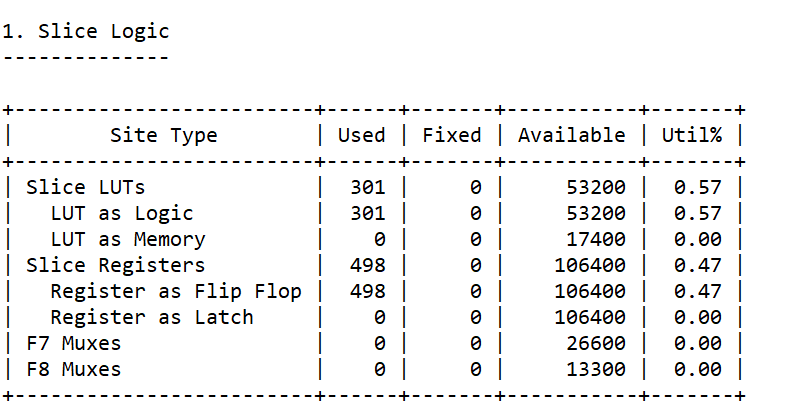 1. Slice Logic
--------------
+-------------------------+------+-------+-----------+-------+
|        Site Type        | Used | Fixed | Available | Util% |
+-------------------------+------+-------+-----------+-------+
| Slice LUTs              |  301 |     0 |     53200 |  0.57 |
|   LUT as Logic          |  301 |     0 |     53200 |  0.57 |
|   LUT as Memory         |    0 |     0 |     17400 |  0.00 |
| Slice Registers         |  498 |     0 |    106400 |  0.47 |
|   Register as Flip Flop |  498 |     0 |    106400 |  0.47 |
|   Register as Latch     |    0 |     0 |    106400 |  0.00 |
| F7 Muxes                |    0 |     0 |     26600 |  0.00 |
| F8 Muxes                |    0 |     0 |     13300 |  0.00 |
+-------------------------+------+-------+-----------+-------+